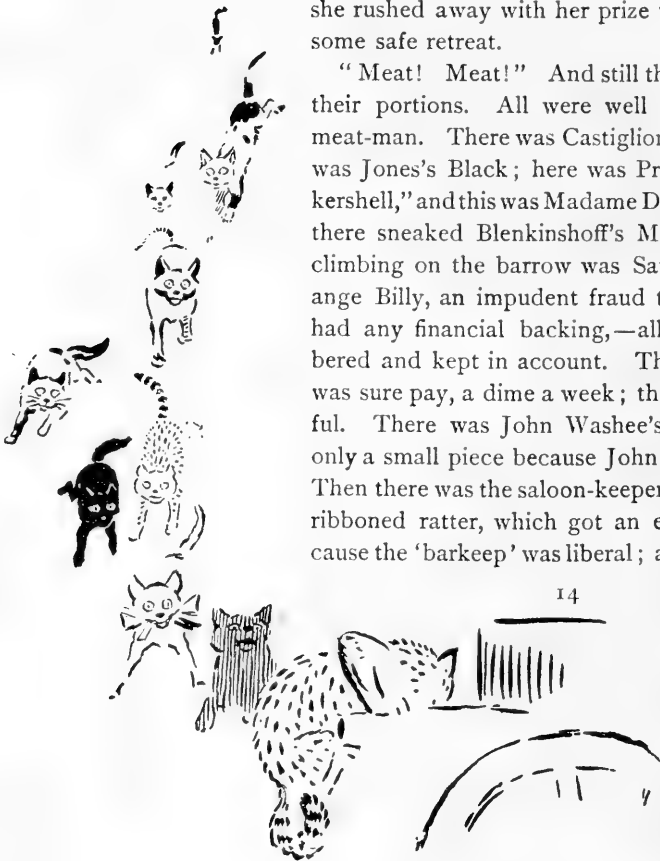 she rushed away with her prize
some safe retreat.
“Meat! Meat!” And still th
their portions. All were well
meat-man. There was Castiglion
was Jones's Black; here was Pr
kershell,” and this was Madame D
there sneaked Blenkinshoff's M
climbing on the barrow was Sa
ange Billy, an impudent fraud t
had any financial backing,—all
bered and kept in account. Th
was sure pay, a dime a week; th
ful. There was John Washee's
only a small piece because John
Then there was the saloon-keeper
ribboned ratter, which got an e
cause the ‘barkeep’ was liberal; a
14